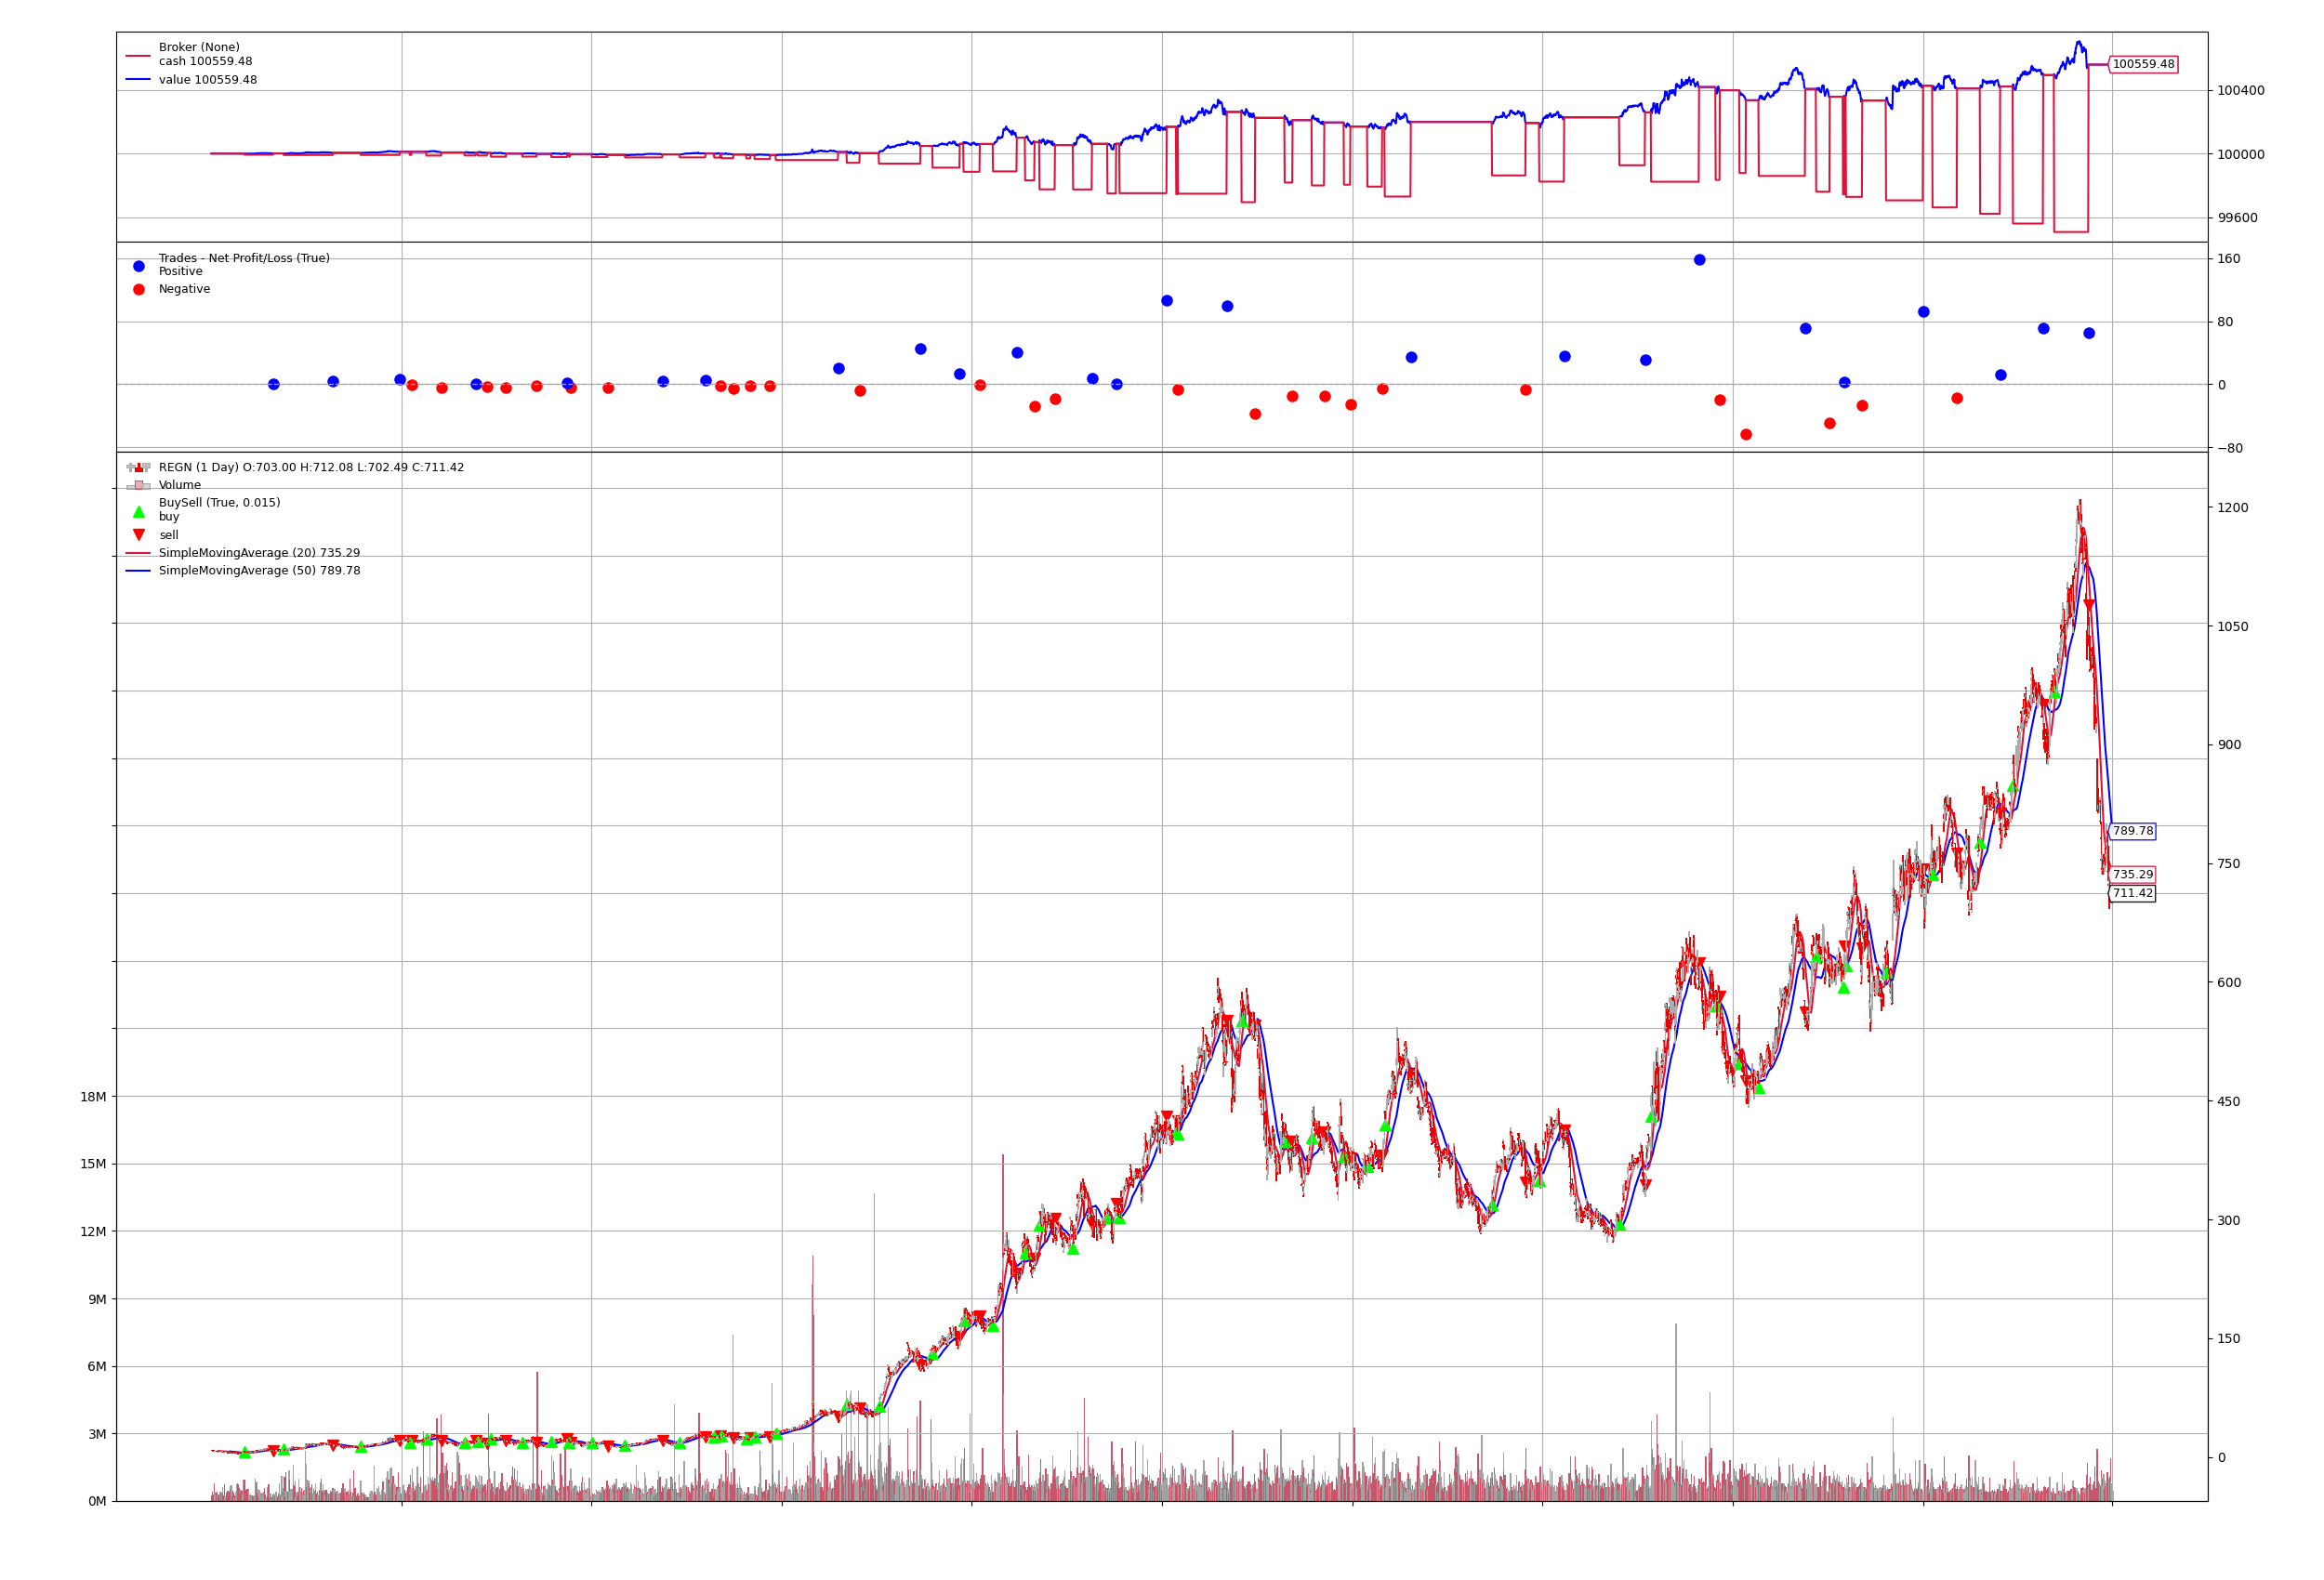 Broker (None)
cash 100559.48
value 100559.48
100559.48
100400
100000
99600
Trades - Net Profit/Loss (True)
Positive
Negative
160
80
0
−80
REGN (1 Day) O:703.00 H:712.08 L:702.49 C:711.42
Volume
BuySell (True, 0.015)
buy
sell
SimpleMovingAverage (20) 735.29
SimpleMovingAverage (50) 789.78
1200
1050
900
789.78
750
735.29
711.42
600
450
300
150
0
18M
15M
12M
9M
6M
3M
0M